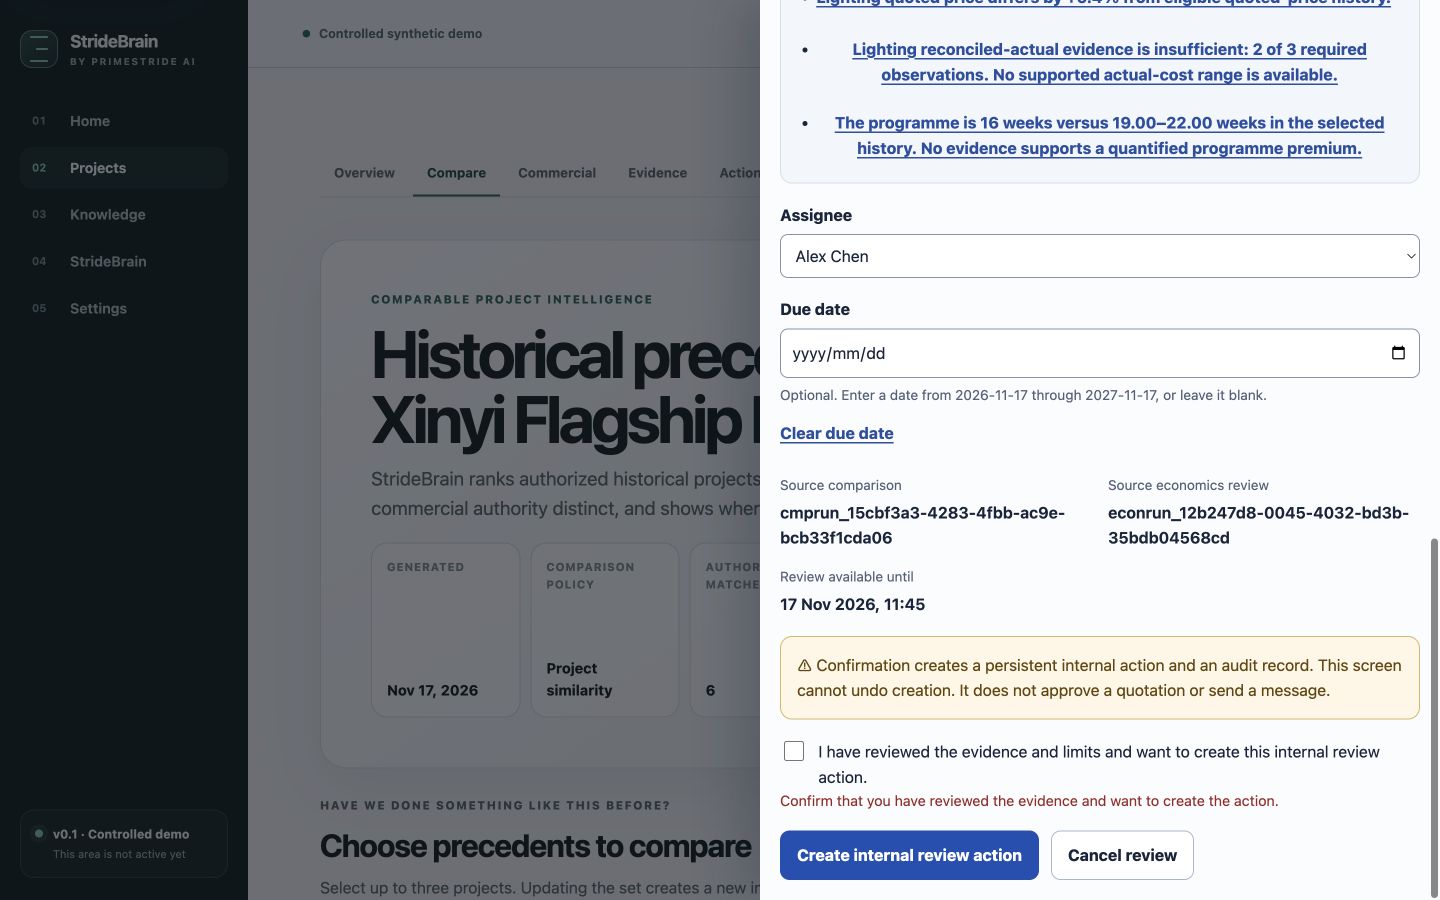 StrideBrain
BY PRIMESTRIDE AI
01 Home
02 Projects
03 Knowledge
04 StrideBrain
05 Settings
v0.1 · Controlled demo
This area is not active yet
Controlled synthetic demo
Overview Compare Commercial Evidence Action
COMPARABLE PROJECT INTELLIGENCE
Historical prec
Xinyi Flagship
StrideBrain ranks authorized historical projects
commercial authority distinct, and shows wher
GENERATED
Nov 17, 2026
COMPARISON
POLICY
Project
similarity
AUTHOR
MATCHE
6
HAVE WE DONE SOMETHING LIKE THIS BEFORE?
Choose precedents to compare
Select up to three projects. Updating the set creates a new in
• Lighting reconciled-actual evidence is insufficient: 2 of 3 required
observations. No supported actual-cost range is available.
• The programme is 16 weeks versus 19.00–22.00 weeks in the selected
history. No evidence supports a quantified programme premium.
Assignee
Alex Chen
Due date
yyyy/mm/dd
Optional. Enter a date from 2026-11-17 through 2027-11-17, or leave it blank.
Clear due date
Source comparison
cmprun_15cbf3a3-4283-4fbb-ac9e-
bcb33f1cda06
Source economics review
econrun_12b247d8-0045-4032-bd3b-
35bdb04568cd
Review available until
17 Nov 2026, 11:45
⚠ Confirmation creates a persistent internal action and an audit record. This screen
cannot undo creation. It does not approve a quotation or send a message.
I have reviewed the evidence and limits and want to create this internal review
action.
Confirm that you have reviewed the evidence and want to create the action.
Create internal review action
Cancel review